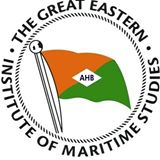 THE GREAT EASTERN
INSTITUTE OF MARITIME STUDIES
AHB